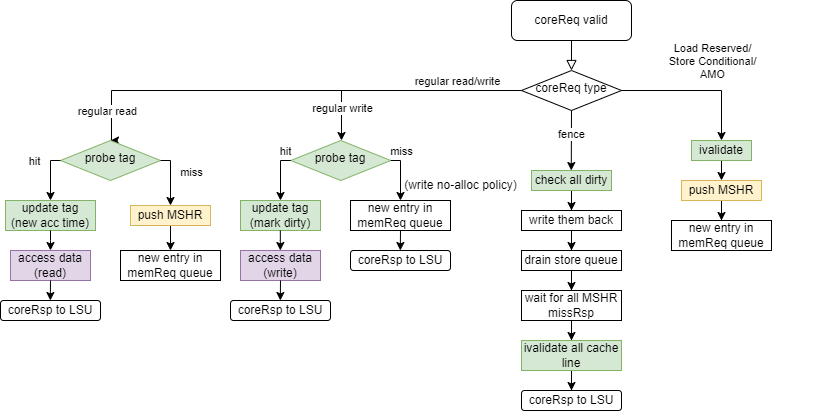 coreReq valid
Load Reserved/
Store Conditional/
AMO
coreReq type
regular read/write
regular read
regular write
fence
probe tag
hit
miss
probe tag
hit
miss
(write no-alloc policy)
ivalidate
check all dirty
push MSHR
update tag
(new acc time)
push MSHR
update tag
(mark dirty)
new entry in
memReq queue
write them back
new entry in
memReq queue
access data
(read)
new entry in
memReq queue
access data
(write)
coreRsp to LSU
drain store queue
coreRsp to LSU
coreRsp to LSU
wait for all MSHR
missRsp
ivalidate all cache
line
coreRsp to LSU